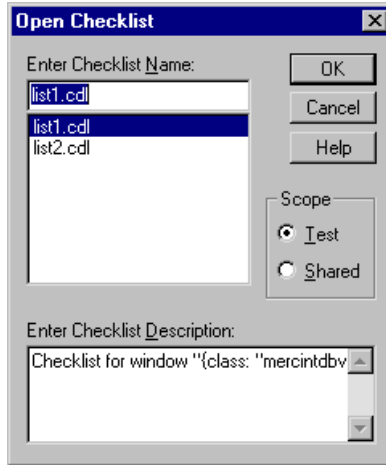 Open Checklist
Enter Checklist Name:
list1.cdl
list1.cdl
list2.cdl
OK
Cancel
Help
Scope
Test
Shared
Enter Checklist Description:
Checklist for window "{class: "mercintdbv